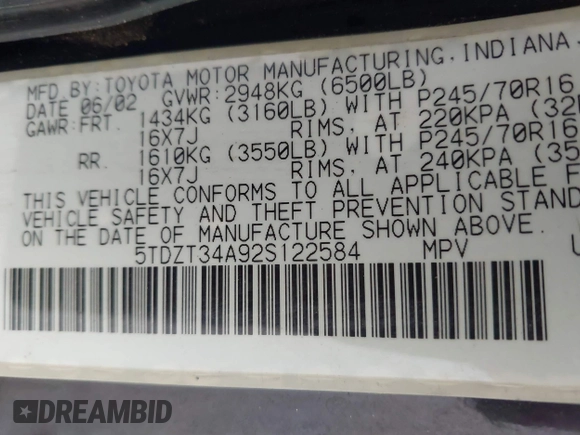 MFD.BY:TOYOTA MOTOR MANUFACTURING,INDIANA,
DATE 06/02 GVWR:2948KG (6500LB)
GAWR:FRT. 1434KG (3160LB) WITH P245/70R16
16X7J RIMS, AT 220KPA (32
RR. 1610KG (3550LB) WITH P245/70R16
16X7J RIMS, AT 240KPA (35
THIS VEHICLE CONFORMS TO ALL APPLICABLE F
VEHICLE SAFETY AND THEFT PREVENTION STAND
ON THE DATE OF MANUFACTURE SHOWN ABOVE.
5TDZT34A92S122584 MPV U
DREAMBID